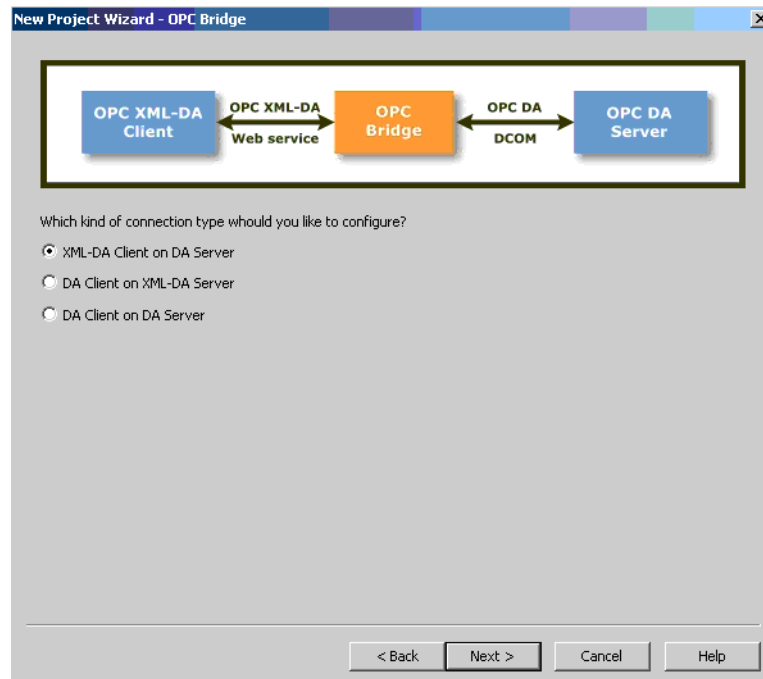 New Project Wizard - OPC Bridge
OPC XML-DA
Client
OPC XML-DA
Web service
OPC
Bridge
OPC DA
DCOM
OPC DA
Server
Which kind of connection type whould you like to configure?
XML-DA Client on DA Server
DA Client on XML-DA Server
DA Client on DA Server
< Back
Next >
Cancel
Help